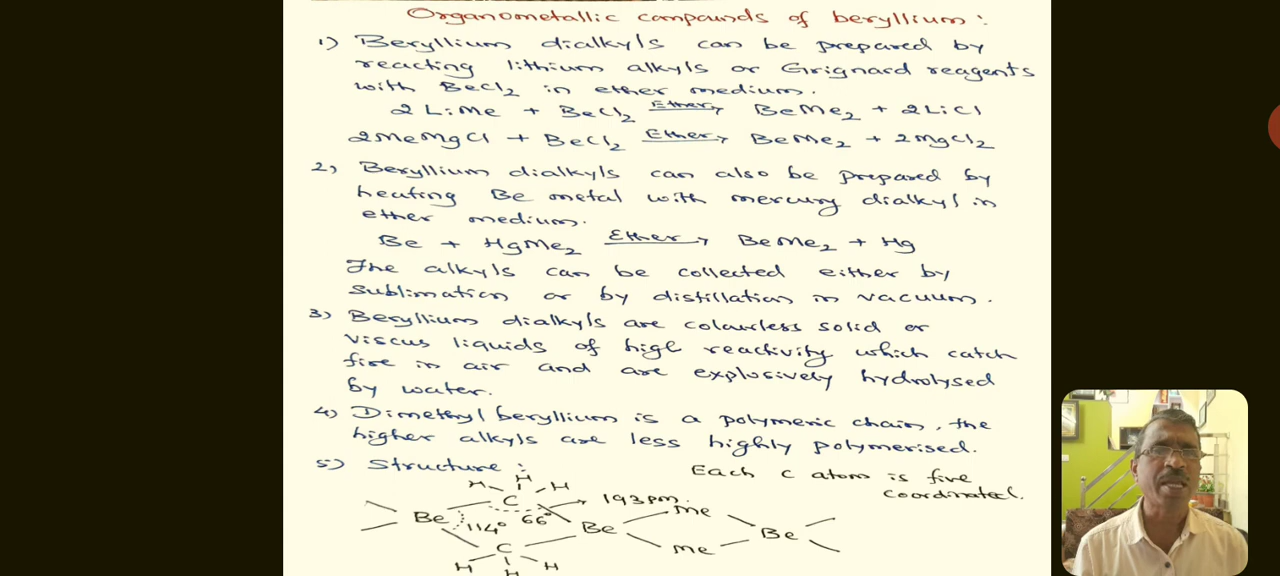 Organometallic compounds of beryllium :
1) Beryllium dialkyls can be prepared by
reacting lithium alkyls or Grignard reagents
with BeCl2 in ether medium.
2 LiMe + BeCl2 Ether→ BeMe2 + 2LiCl
2MeMgCl + BeCl2 Ether→ BeMe2 + 2MgCl2
2) Beryllium dialkyls can also be prepared by
heating Be metal with mercury dialkyl in
ether medium.
Be + HgMe2 Ether→ BeMe2 + Hg
The alkyls can be collected either by
sublimation or by distillation in vacuum.
3) Beryllium dialkyls are colourless solid or
viscus liquids of high reactivity which catch
fire in air and are explosively hydrolysed
by water.
4) Dimethyl beryllium is a polymeric chain, the
higher alkyls are less highly polymerised.
5) Structure :
Each C atom is five
coordinated.
H H H
C 193pm.
Be 114° 66° Be Me Me Be
C
H H H